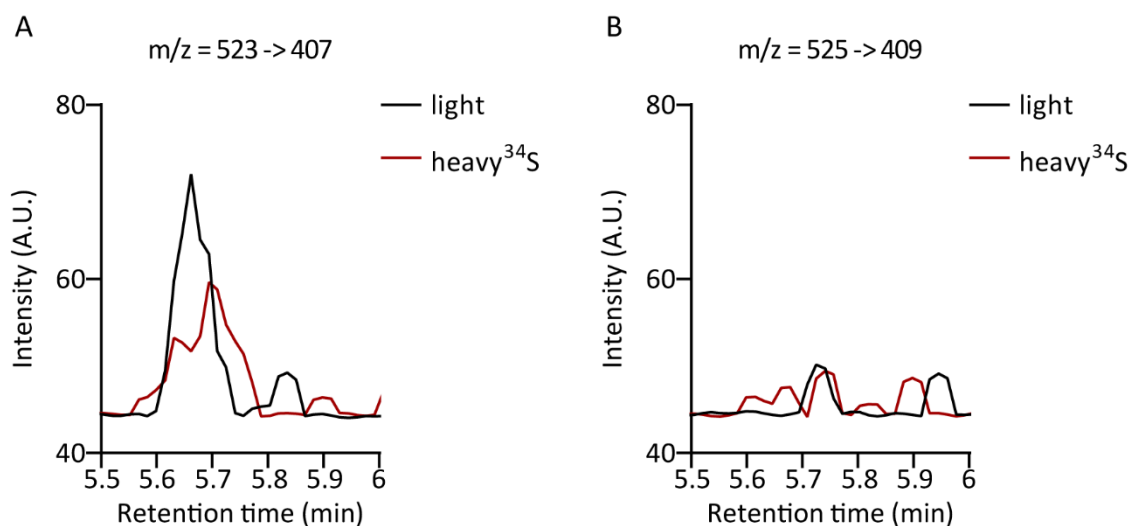 A
m/z = 523 -> 407
light
heavy³⁴S
80
60
40
Intensity (A.U.)
5.5 5.6 5.7 5.8 5.9 6
Retention time (min)
B
m/z = 525 -> 409
light
heavy³⁴S
80
60
40
Intensity (A.U.)
5.5 5.6 5.7 5.8 5.9 6
Retention time (min)